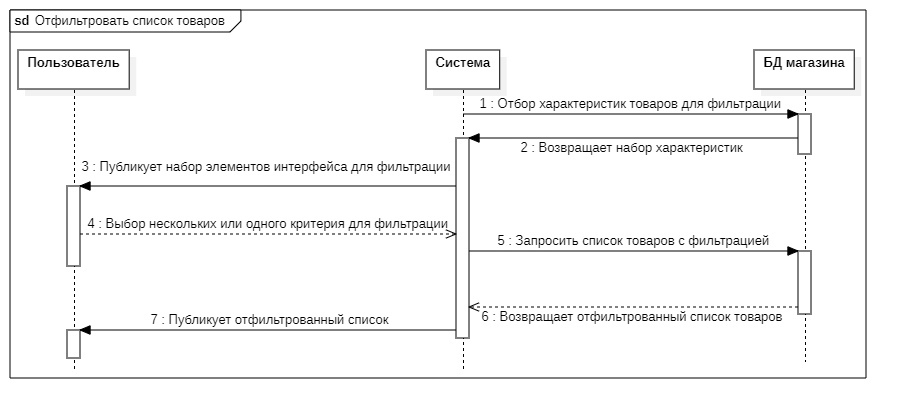 sd Отфильтровать список товаров
Пользователь
Система
БД магазина
1 : Отбор характеристик товаров для фильтрации
2 : Возвращает набор характеристик
3 : Публикует набор элементов интерфейса для фильтрации
4 : Выбор нескольких или одного критерия для фильтрации
5 : Запросить список товаров с фильтрацией
6 : Возвращает отфильтрованный список товаров
7 : Публикует отфильтрованный список